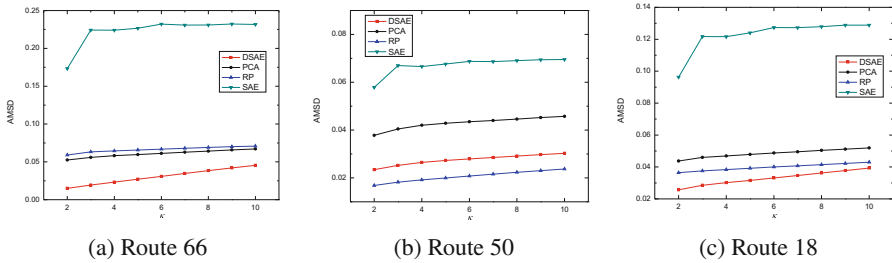 0.25
0.20
0.15
0.10
0.05
0.00
AMSD
DSAE
PCA
RP
SAE
2 4 6 8 10
κ
(a) Route 66
0.08
0.06
0.04
0.02
AMSD
DSAE
PCA
RP
SAE
2 4 6 8 10
κ
(b) Route 50
0.14
0.12
0.10
0.08
0.06
0.04
0.02
AMSD
DSAE
PCA
RP
SAE
2 4 6 8 10
κ
(c) Route 18